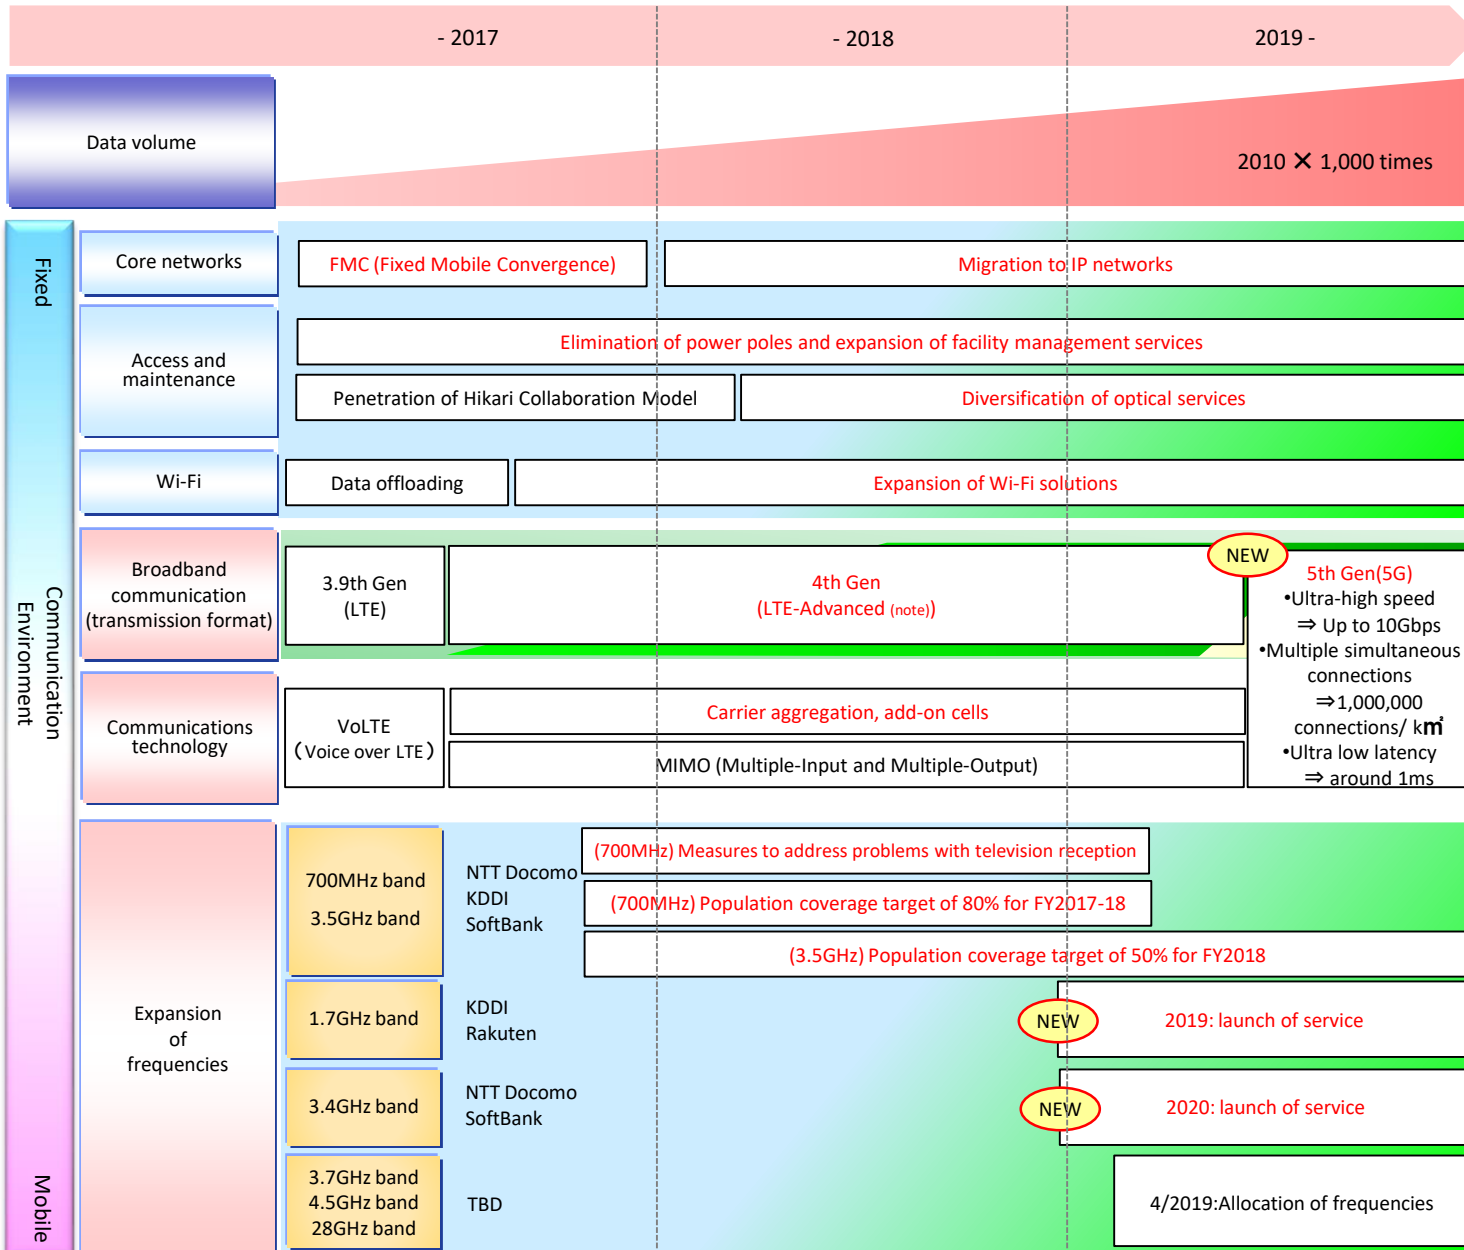 - 2017
- 2018
2019 -
Data volume
2010 ✕ 1,000 times
Fixed
Communication
Environment
Mobile
Core networks
FMC (Fixed Mobile Convergence)
Migration to IP networks
Access and
maintenance
Elimination of power poles and expansion of facility management services
Penetration of Hikari Collaboration Model
Diversification of optical services
Wi-Fi
Data offloading
Expansion of Wi-Fi solutions
Broadband
communication
(transmission format)
3.9th Gen
(LTE)
4th Gen
(LTE-Advanced (note))
NEW
5th Gen(5G)
•Ultra-high speed
⇒ Up to 10Gbps
•Multiple simultaneous
connections
⇒1,000,000
connections/ k㎡
•Ultra low latency
⇒ around 1ms
Communications
technology
VoLTE
(Voice over LTE)
Carrier aggregation, add-on cells
MIMO (Multiple-Input and Multiple-Output)
Expansion
of
frequencies
700MHz band
3.5GHz band
NTT Docomo
KDDI
SoftBank
(700MHz) Measures to address problems with television reception
(700MHz) Population coverage target of 80% for FY2017-18
(3.5GHz) Population coverage target of 50% for FY2018
1.7GHz band
KDDI
Rakuten
NEW
2019: launch of service
3.4GHz band
NTT Docomo
SoftBank
NEW
2020: launch of service
3.7GHz band
4.5GHz band
28GHz band
TBD
4/2019:Allocation of frequencies